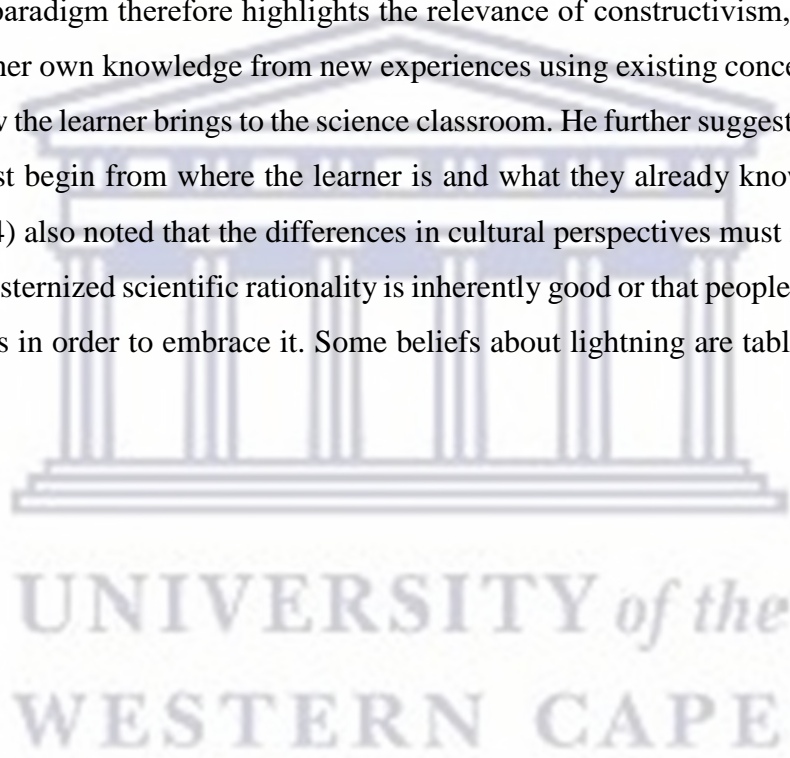 paradigm therefore highlights the relevance of constructivism,
her own knowledge from new experiences using existing conce
the learner brings to the science classroom. He further suggest
st begin from where the learner is and what they already know
4) also noted that the differences in cultural perspectives must
sternized scientific rationality is inherently good or that people
s in order to embrace it. Some beliefs about lightning are tabl
UNIVERSITY of the
WESTERN CAPE